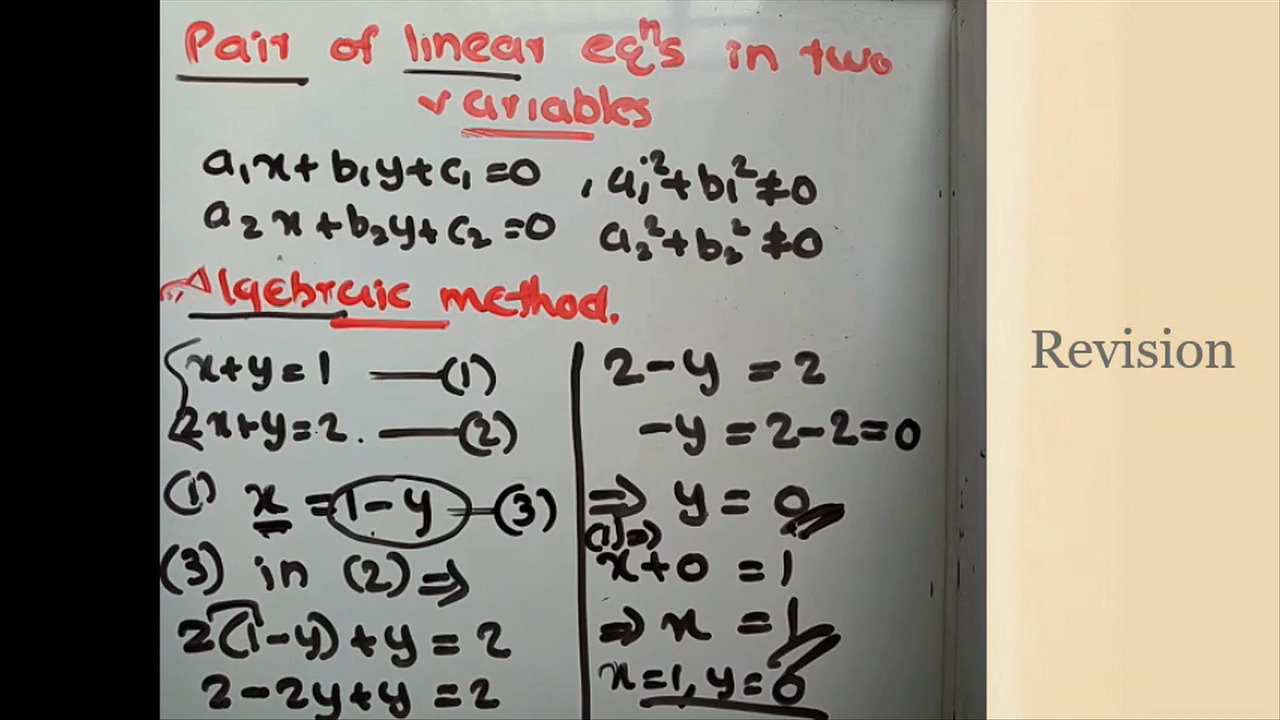 Pair of linear eqⁿs in two
variables
a₁x + b₁y + c₁ = 0 , a₁² + b₁² ≠ 0
a₂x + b₂y + c₂ = 0 a₂² + b₂² ≠ 0
Algebraic method.
x + y = 1 — (1)
2x + y = 2. — (2)
(1) x = 1 - y — (3)
(3) in (2) ⇒
2(1 - y) + y = 2
2 - 2y + y = 2
2 - y = 2
- y = 2 - 2 = 0
⇒ y = 0
(1) ⇒
x + 0 = 1
⇒ x = 1
x = 1, y = 0
Revision